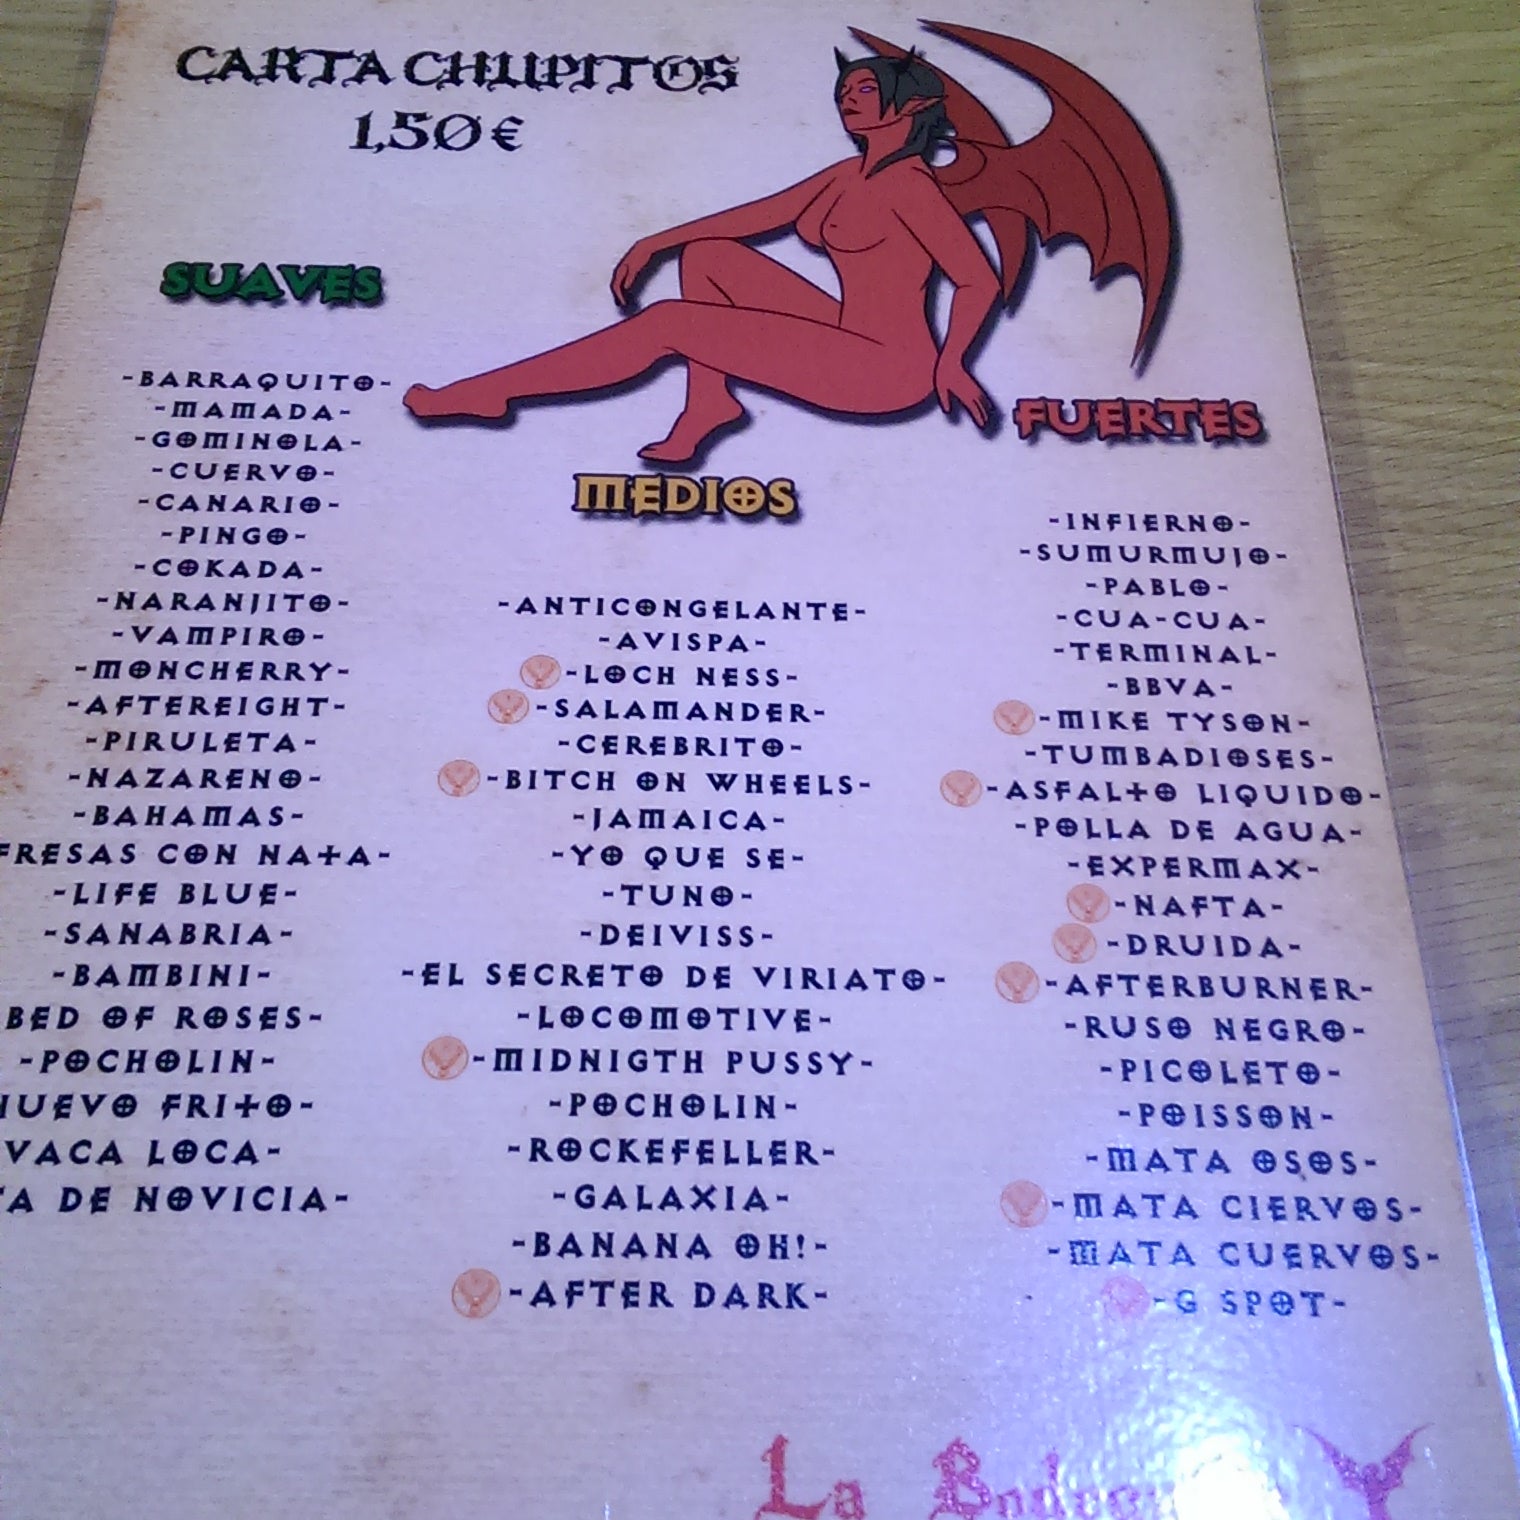 CARTA CHUPITOS
1,50 €
SUAVES
-BARRAQUITO-
-MAMADA-
-GOMINOLA-
-CUERVO-
-CANARIO-
-PINGO-
-COKADA-
-NARANJITO-
-VAMPIRO-
-MONCHERRY-
-AFTEREIGHT-
-PIRULETA-
-NAZARENO-
-BAHAMAS-
FRESAS CON NATA-
-LIFE BLUE-
-SANABRIA-
-BAMBINI-
BED OF ROSES-
-POCHOLIN-
HUEVO FRITO-
VACA LOCA-
DE NOVICIA-
MEDIOS
-ANTICONGELANTE-
-AVISPA-
-LOCH NESS-
-SALAMANDER-
-CEREBRITO-
-BITCH ON WHEELS-
-JAMAICA-
-YO QUE SE-
-TUNO-
-DEIVISS-
-EL SECRETO DE VIRIATO-
-LOCOMOTIVE-
-MIDNIGTH PUSSY-
-POCHOLIN-
-ROCKEFELLER-
-GALAXIA-
-BANANA OH!-
-AFTER DARK-
FUERTES
-INFIERNO-
-SUMURMUJO-
-PABLO-
-CUA-CUA-
-TERMINAL-
-BBVA-
-MIKE TYSON-
-TUMBADIOSES-
-ASFALTO LIQUIDO-
-POLLA DE AGUA-
-EXPERMAX-
-NAFTA-
-DRUIDA-
-AFTERBURNER-
-RUSO NEGRO-
-PICOLETO-
-POISSON-
-MATA OSOS-
-MATA CIERVOS-
-MATA CUERVOS-
-G SPOT-
La